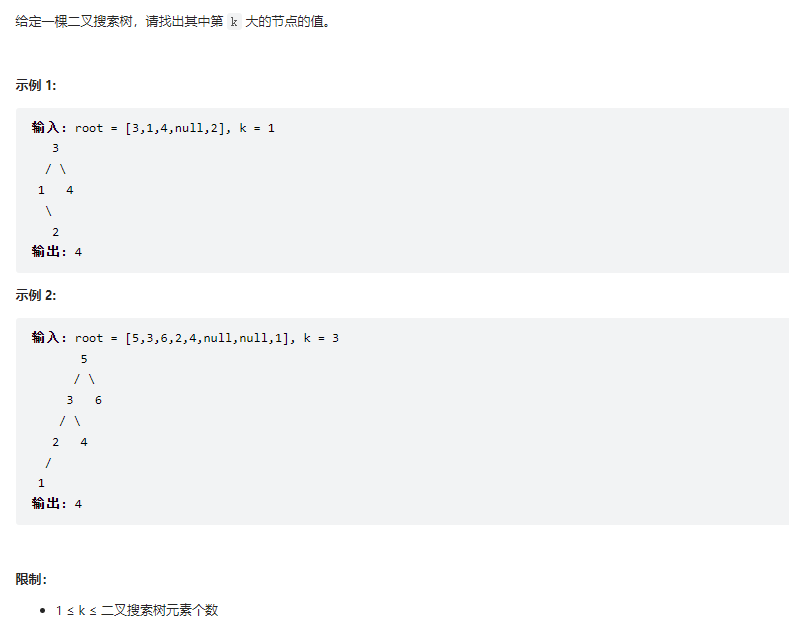 给定一棵二叉搜索树，请找出其中第 k 大的节点的值。
示例 1:
输入: root = [3,1,4,null,2], k = 1
   3
  / \
 1   4
  \
   2
输出: 4
示例 2:
输入: root = [5,3,6,2,4,null,null,1], k = 3
       5
      / \
     3   6
    / \
   2   4
  /
 1
输出: 4
限制：
• 1 ≤ k ≤ 二叉搜索树元素个数